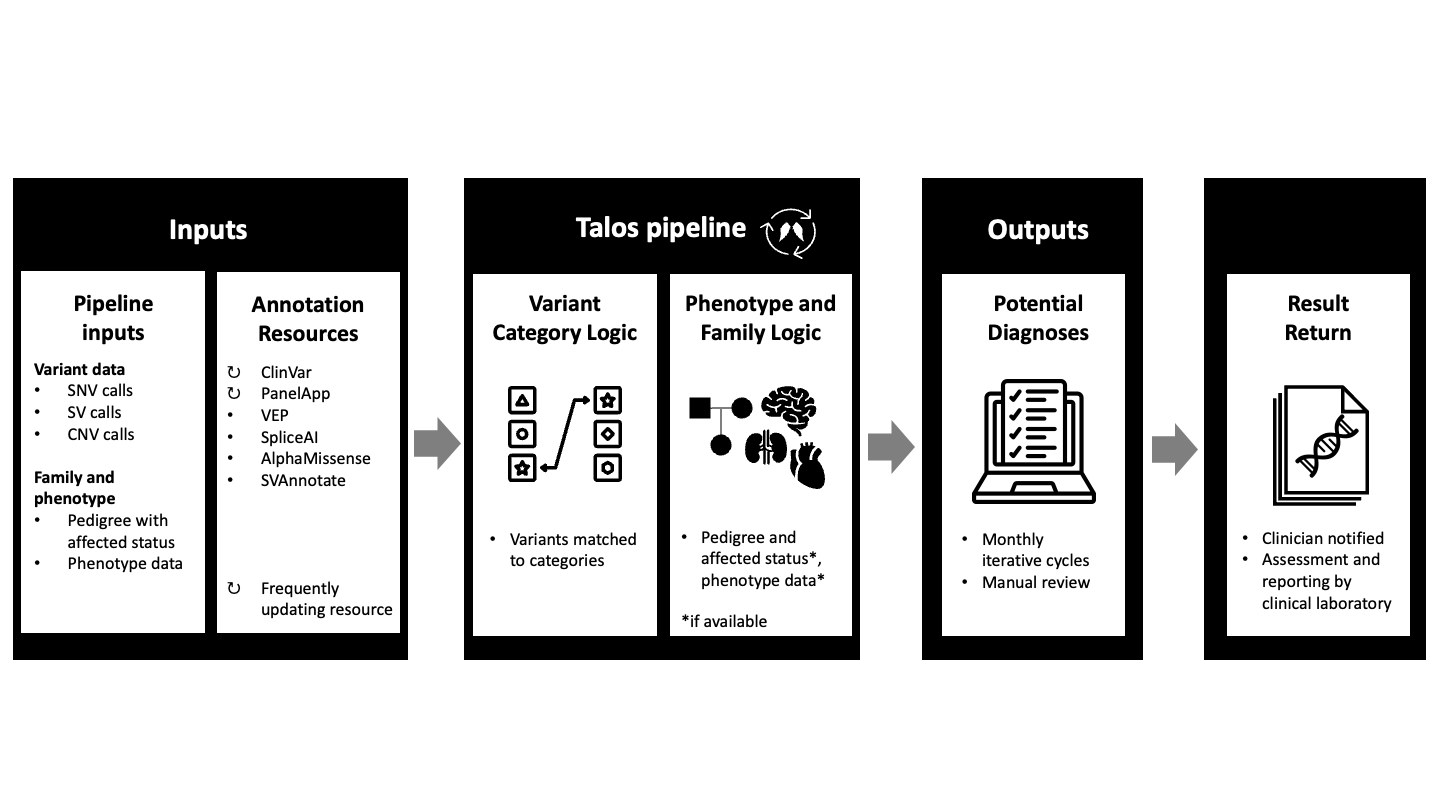 Inputs
Pipeline
inputs
Variant data
• SNV calls
• SV calls
• CNV calls
Family and
phenotype
• Pedigree with
affected status
• Phenotype data
Annotation
Resources
↻ ClinVar
↻ PanelApp
• VEP
• SpliceAI
• AlphaMissense
• SVAnnotate
↻ Frequently
updating resource
Talos pipeline
Variant
Category Logic
• Variants matched
to categories
Phenotype and
Family Logic
• Pedigree and
affected status*,
phenotype data*
*if available
Outputs
Potential
Diagnoses
• Monthly
iterative cycles
• Manual review
Result
Return
• Clinician notified
• Assessment and
reporting by
clinical laboratory